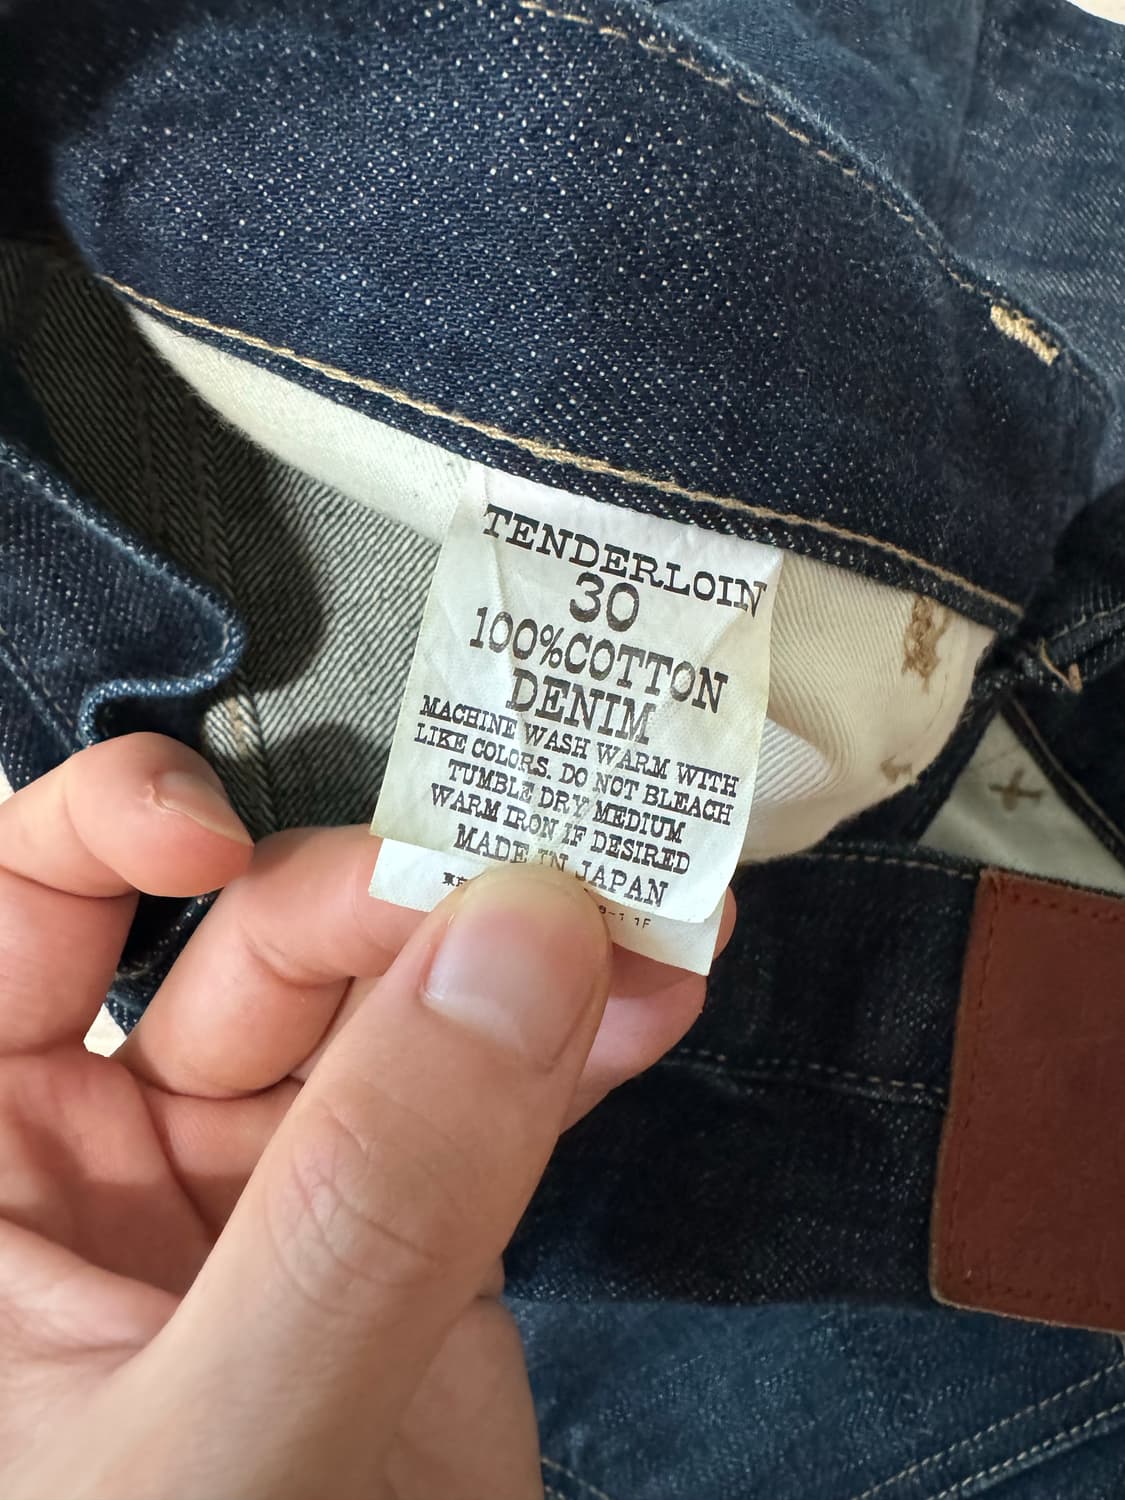 TENDERLOIN
30
100%COTTON
DENIM
MACHINE WASH WARM WITH
LIKE COLORS. DO NOT BLEACH
TUMBLE DRY MEDIUM
WARM IRON IF DESIRED
MADE IN JAPAN